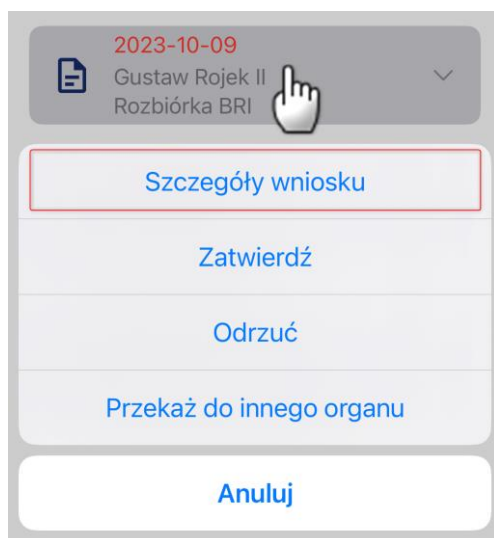 2023-10-09
Gustaw Rojek II
Rozbiórka BRI
Szczegóły wniosku
Zatwierdź
Odrzuć
Przekaż do innego organu
Anuluj